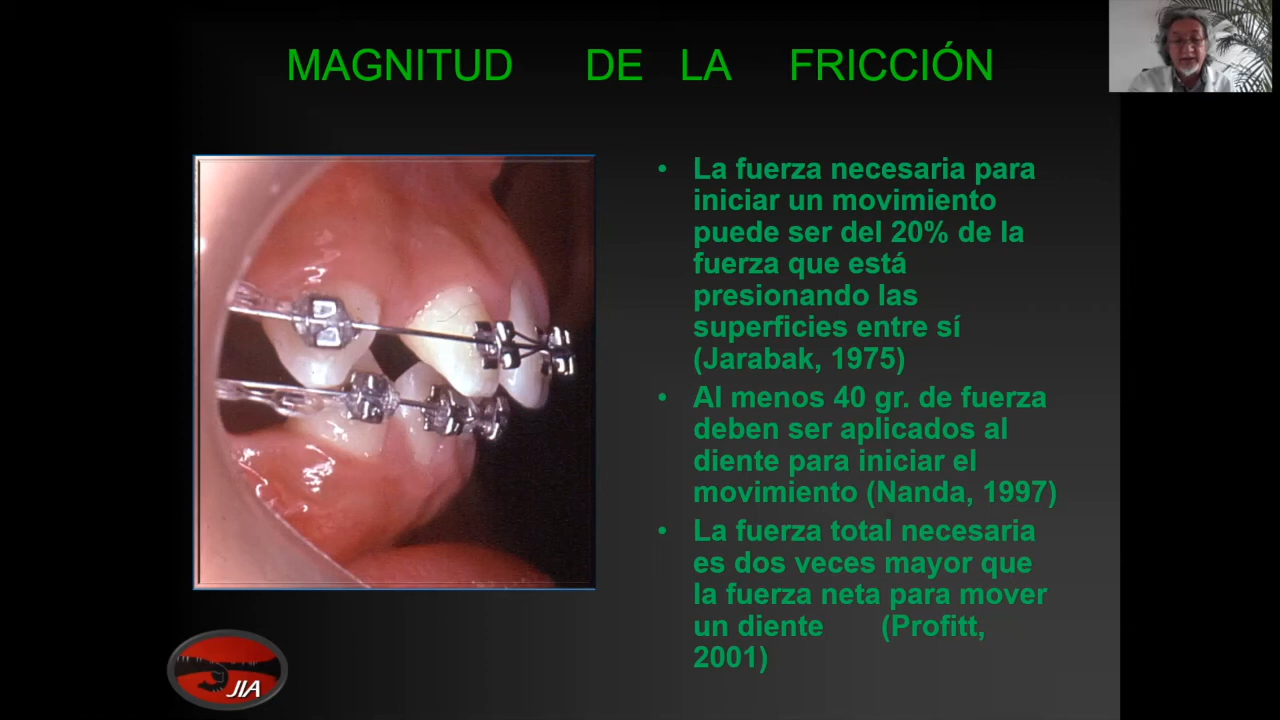 MAGNITUD DE LA FRICCIÓN
• La fuerza necesaria para
iniciar un movimiento
puede ser del 20% de la
fuerza que está
presionando las
superficies entre sí
(Jarabak, 1975)
• Al menos 40 gr. de fuerza
deben ser aplicados al
diente para iniciar el
movimiento (Nanda, 1997)
• La fuerza total necesaria
es dos veces mayor que
la fuerza neta para mover
un diente (Profitt,
2001)
JIA